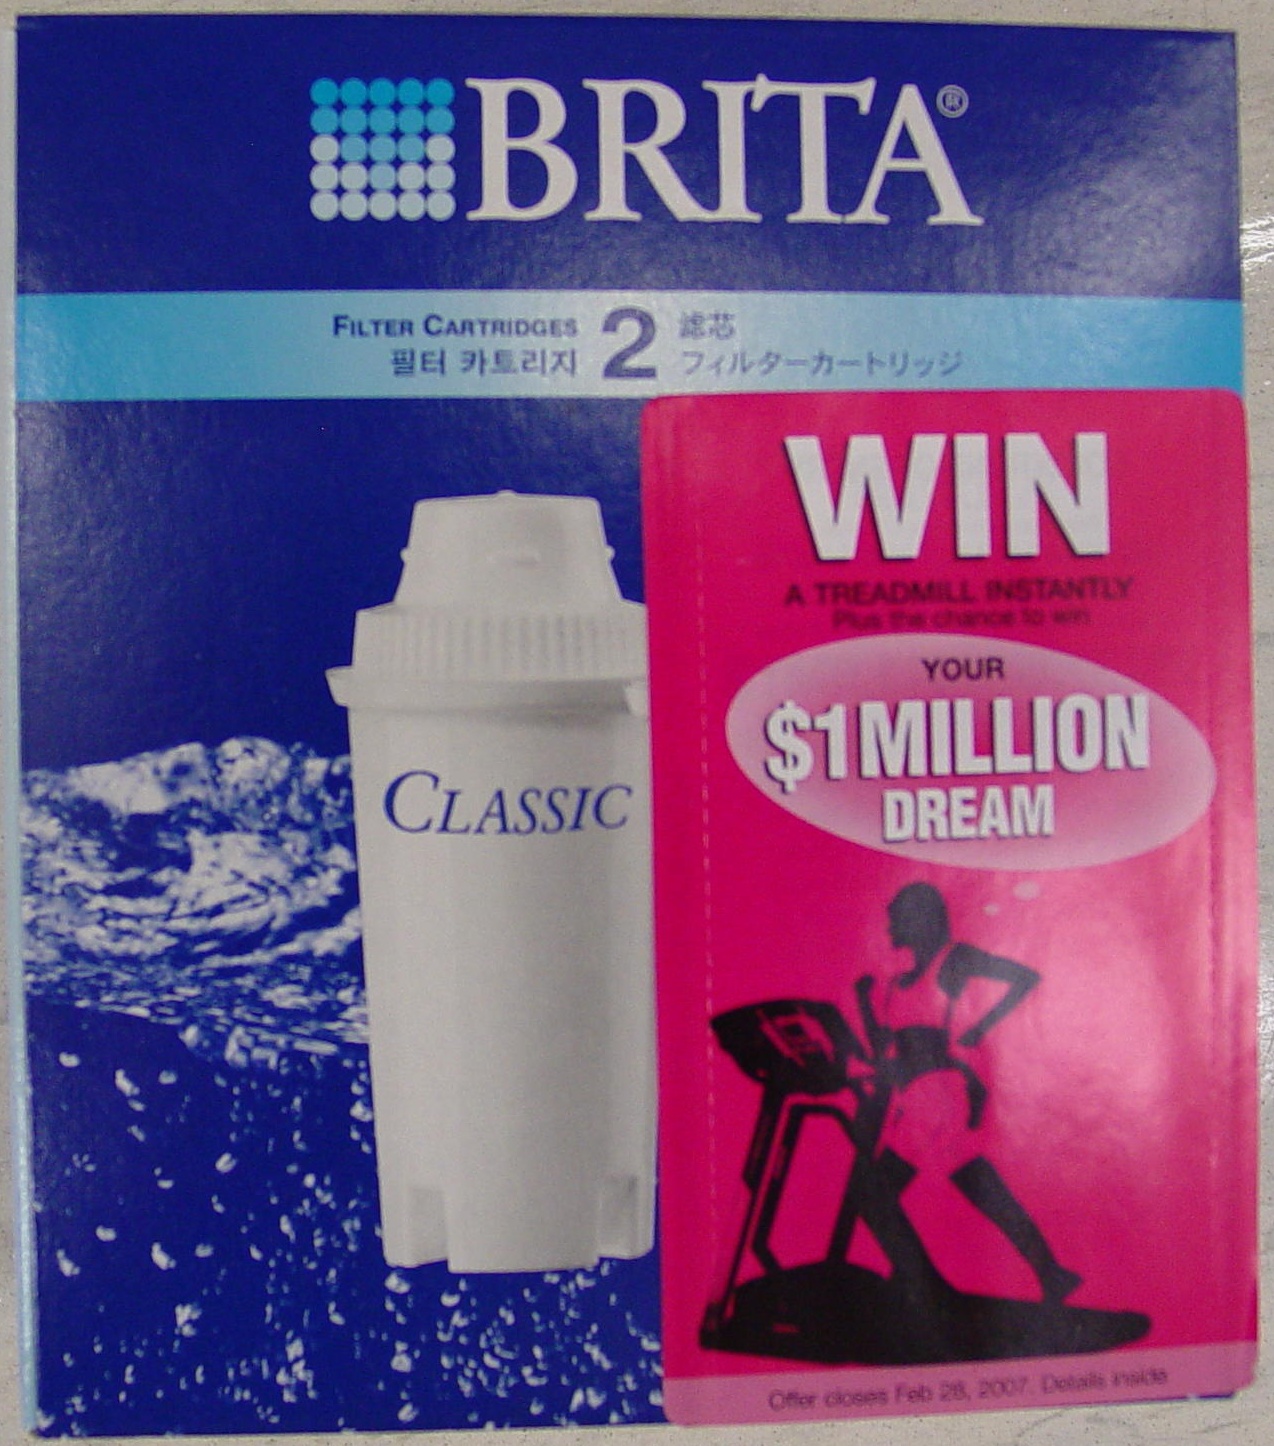 BRITA®
FILTER CARTRIDGES 2 滤芯
필터 카트리지 フィルターカートリッジ
WIN
A TREADMILL INSTANTLY
Plus the chance to win
YOUR
$1 MILLION
DREAM
CLASSIC
Offer closes Feb 28, 2007. Details inside